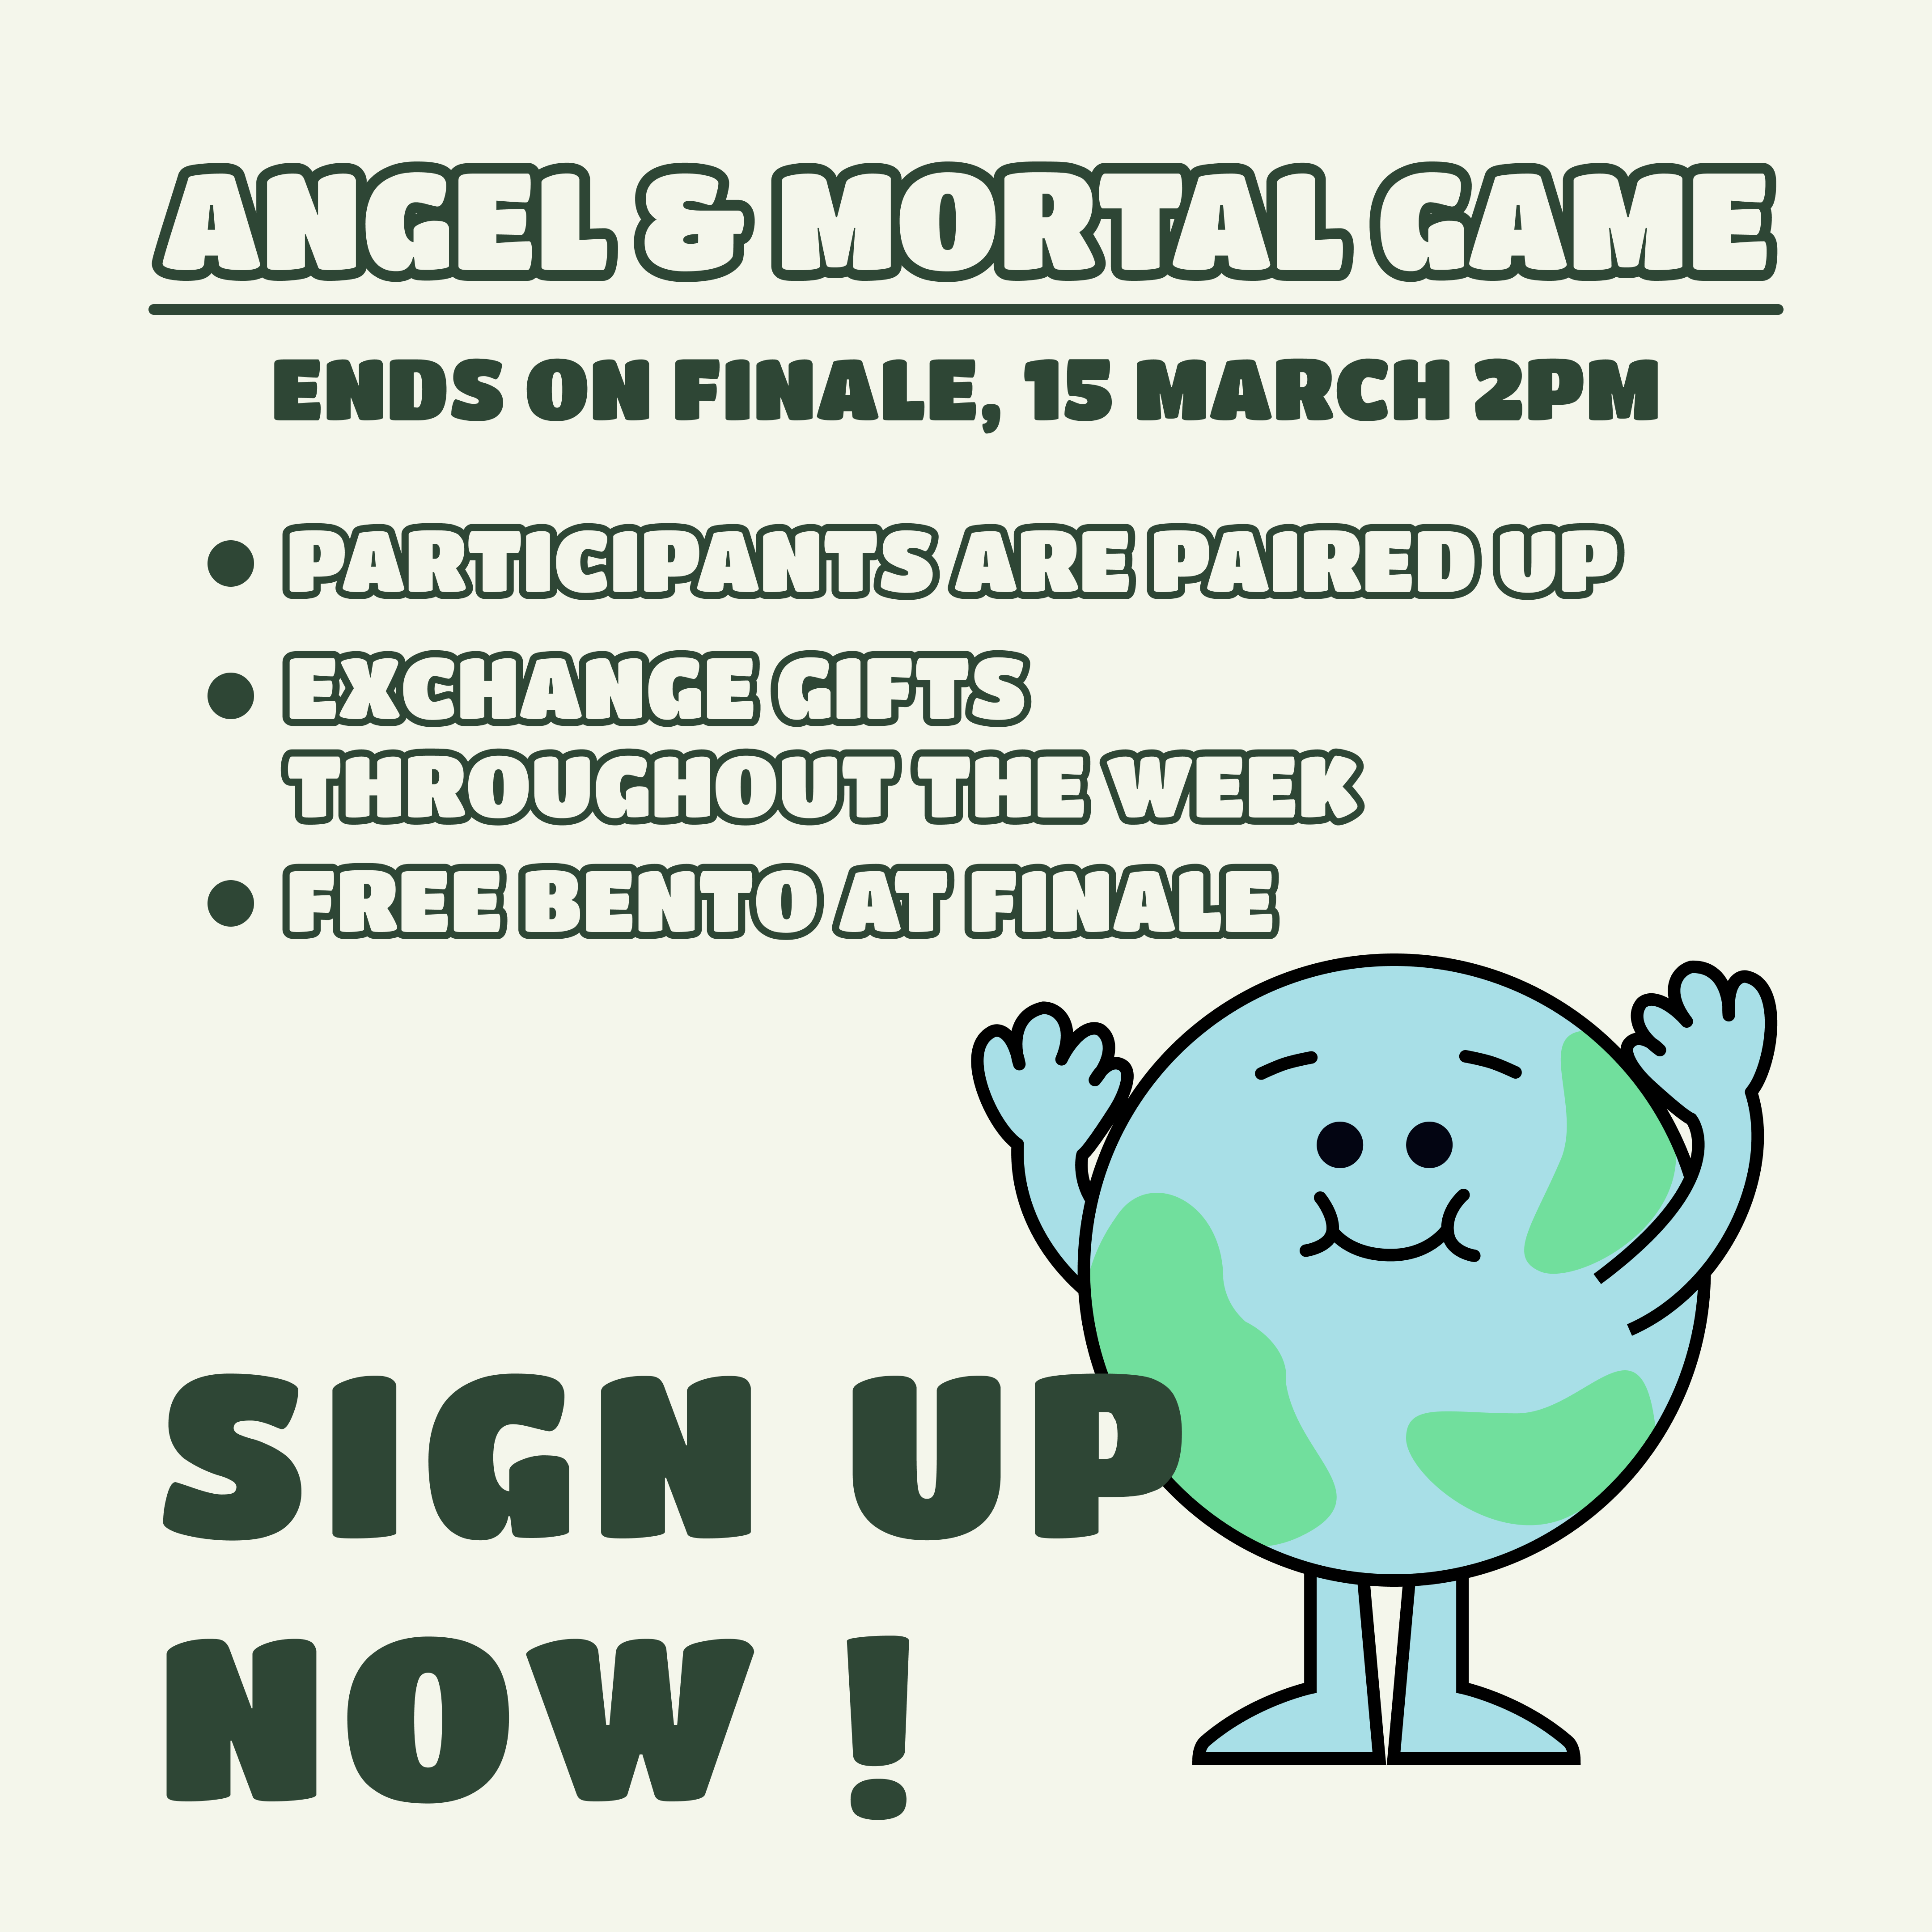 ANGEL & MORTAL GAME
ENDS ON FINALE, 15 MARCH 2PM
• PARTICIPANTS ARE PAIRED UP
• EXCHANGE GIFTS
THROUGHOUT THE WEEK
• FREE BENTO AT FINALE
SIGN UP
NOW !